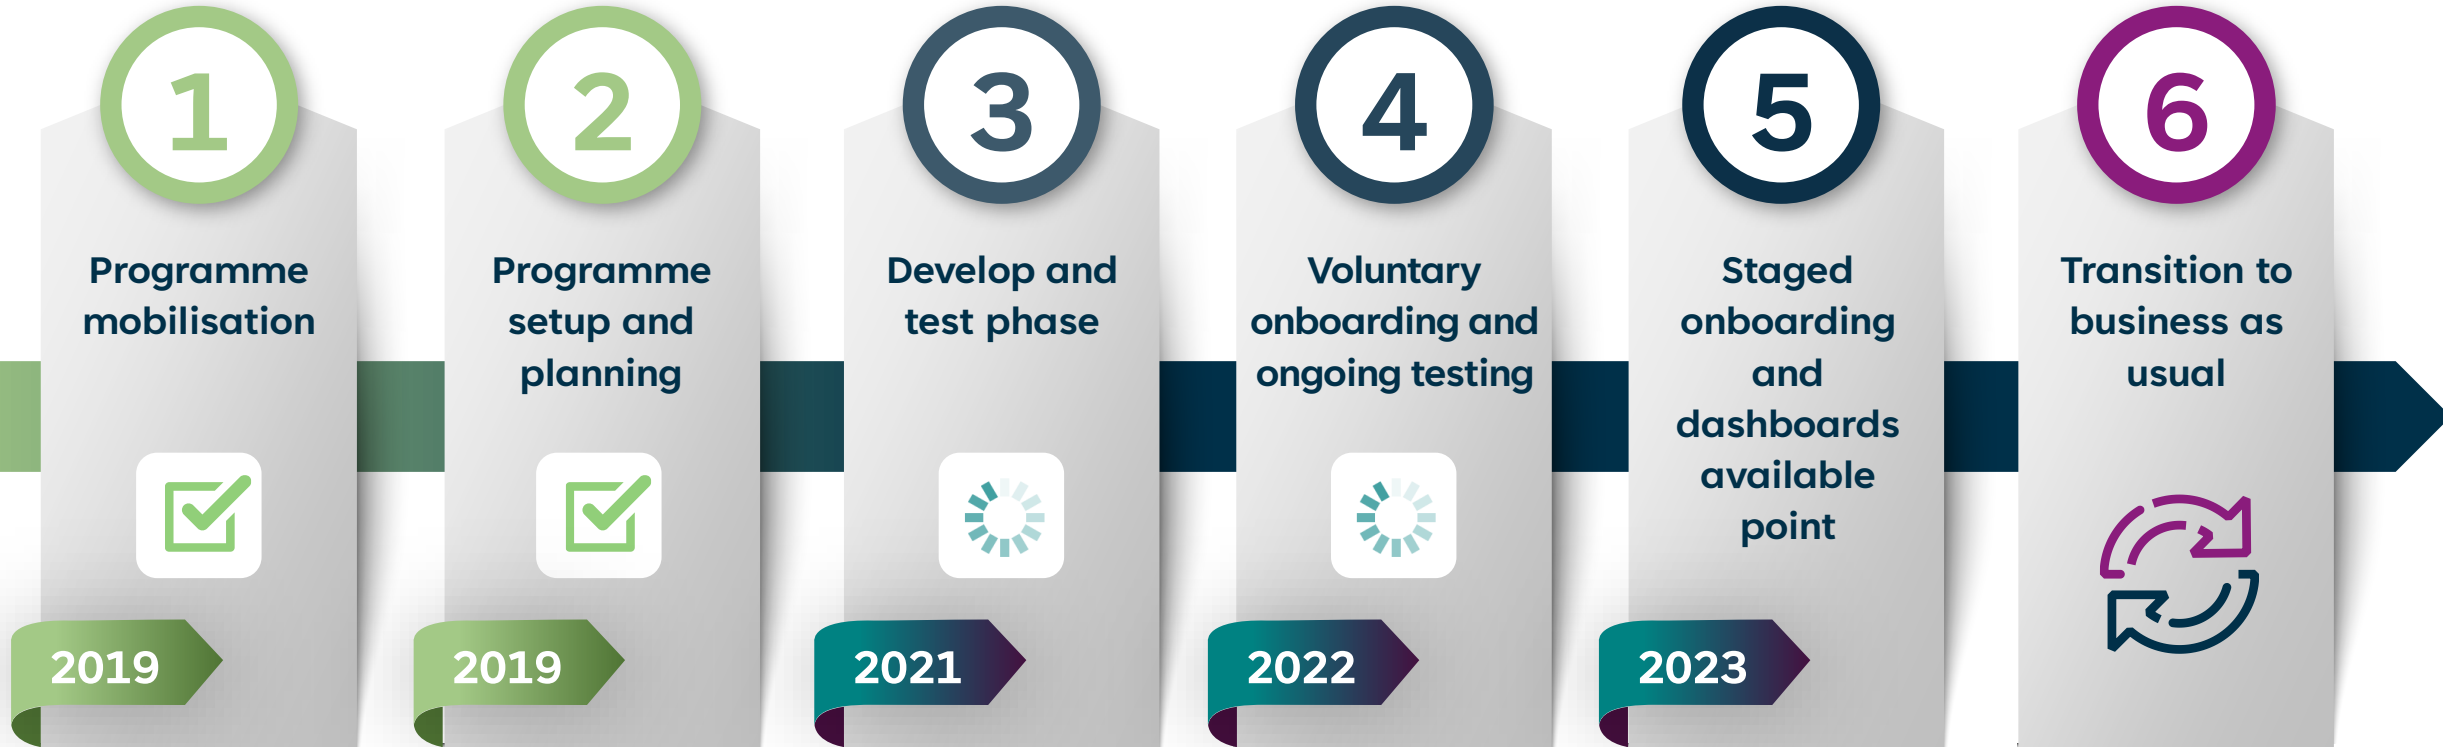 1
Programme
mobilisation
2019
2
Programme
setup and
planning
2019
3
Develop and
test phase
2021
4
Voluntary
onboarding and
ongoing testing
2022
5
Staged
onboarding
and
dashboards
available
point
2023
6
Transition to
business as
usual